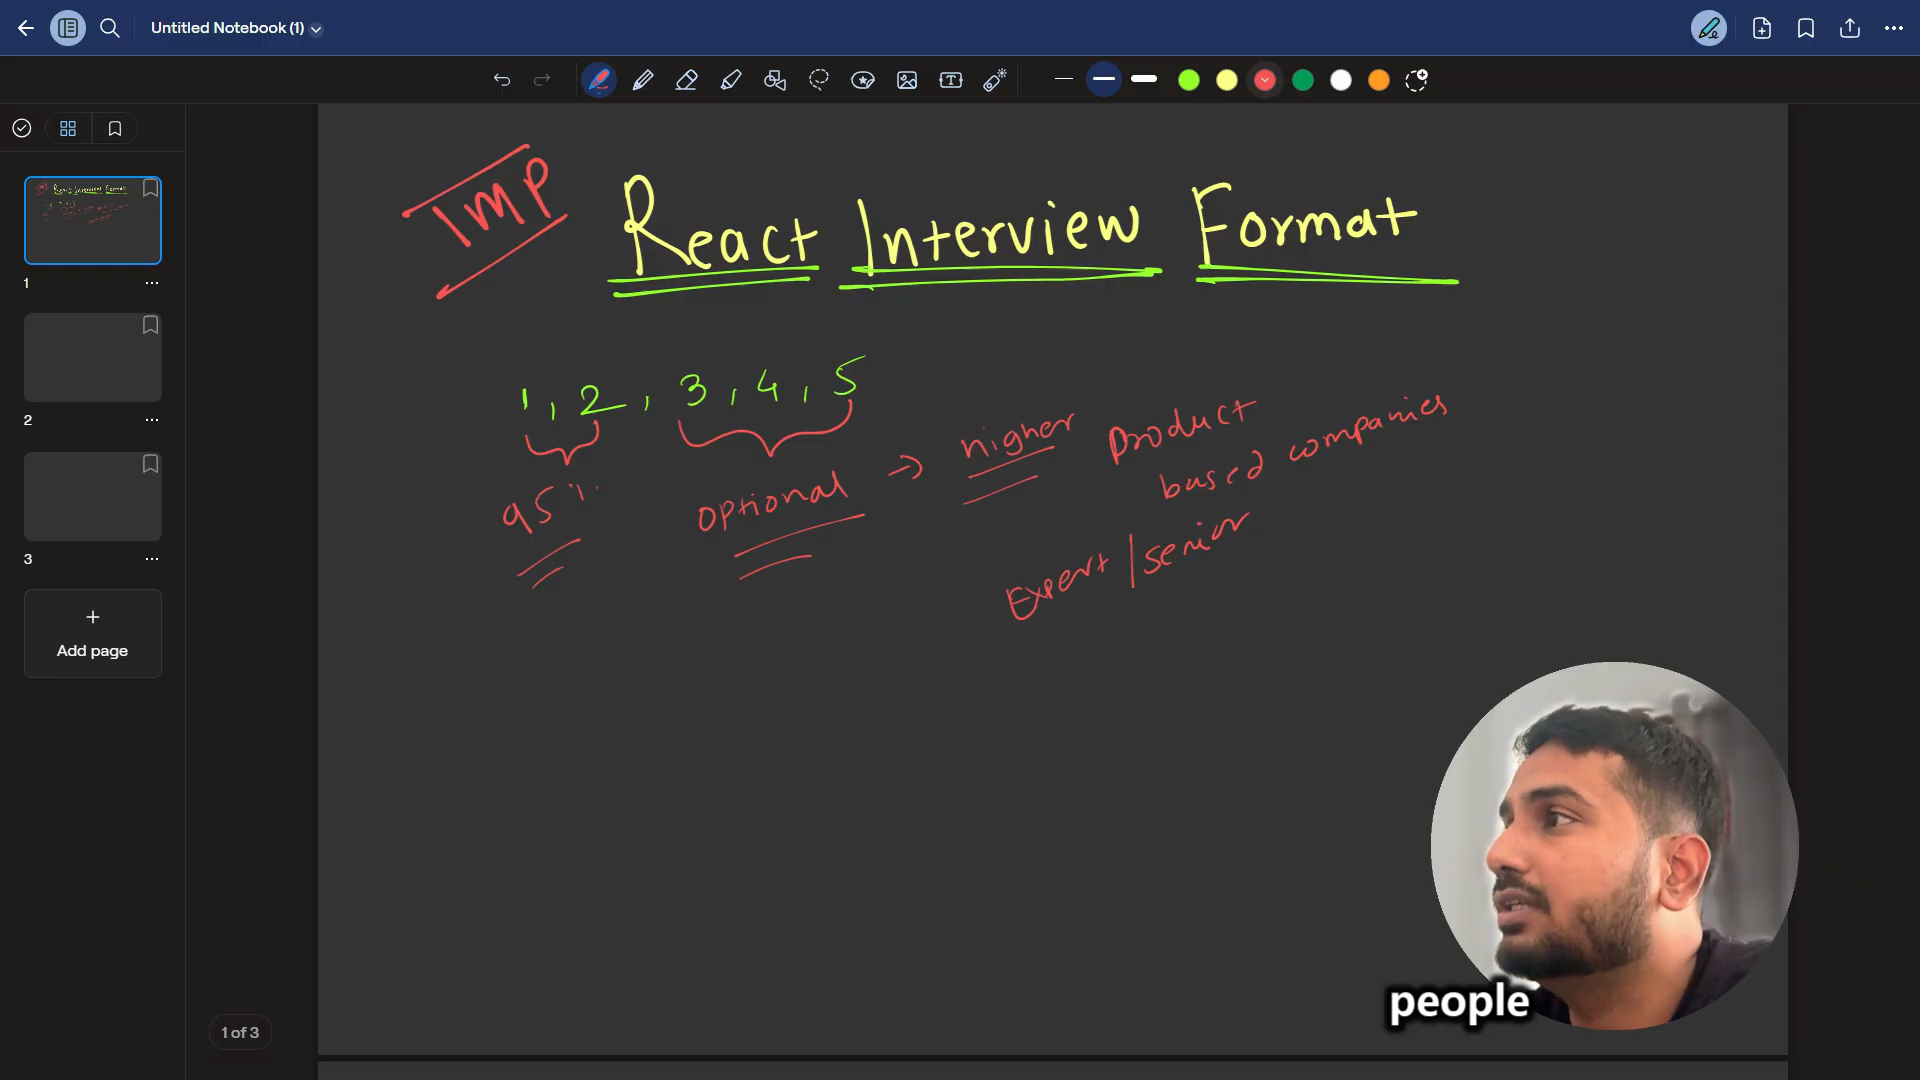 Untitled Notebook (1)
IMP
React Interview Format
1, 2, 3, 4, 5
95%
optional → higher Product
based companies
Expert/senior
1
2
3
Add page
1 of 3
people